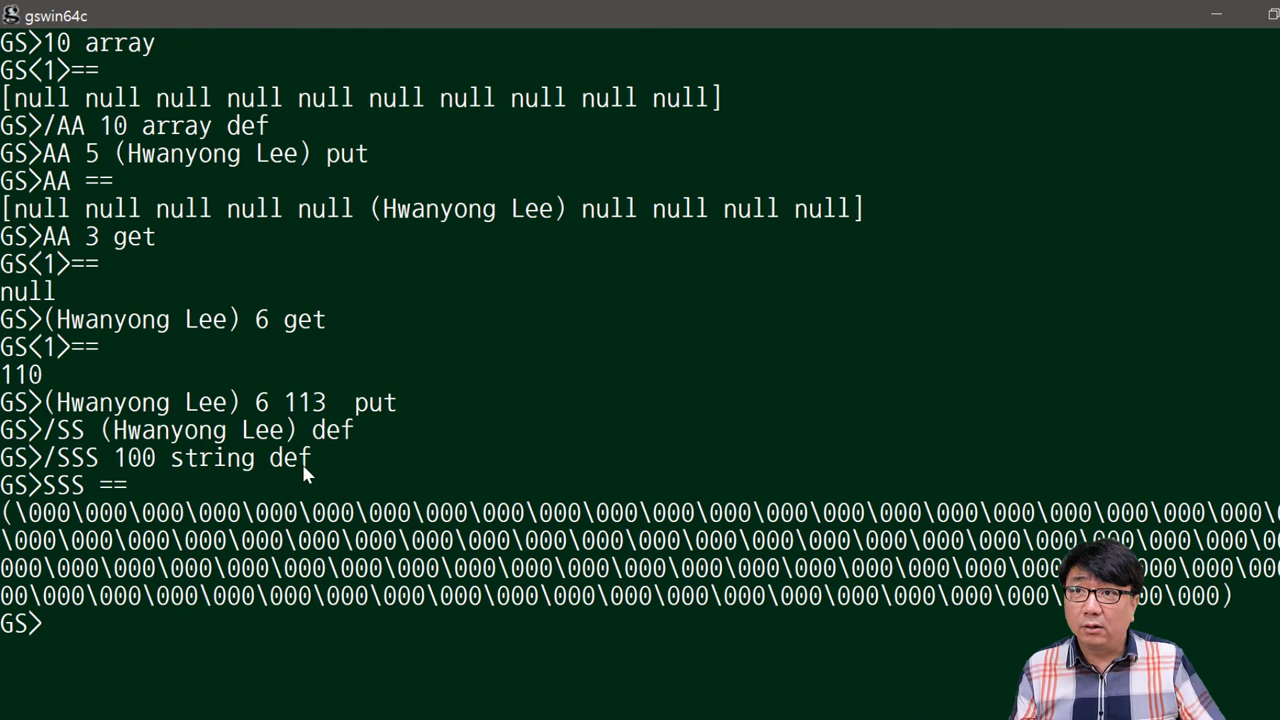 gswin64c
GS>10 array
GS<1>==
[null null null null null null null null null null]
GS>/AA 10 array def
GS>AA 5 (Hwanyong Lee) put
GS>AA ==
[null null null null null (Hwanyong Lee) null null null null]
GS>AA 3 get
GS<1>==
null
GS>(Hwanyong Lee) 6 get
GS<1>==
110
GS>(Hwanyong Lee) 6 113  put
GS>/SS (Hwanyong Lee) def
GS>/SSS 100 string def
GS>SSS ==
(\000\000\000\000\000\000\000\000\000\000\000\000\000\000\000\000\000\000\000\000\000\000\0
\000\000\000\000\000\000\000\000\000\000\000\000\000\000\000\000\000\000\000\000\000\000\00
000\000\000\000\000\000\000\000\000\000\000\000\000\000\000\000\000\000\000\ 0\000\00
00\000\000\000\000\000\000\000\000\000\000\000\000\000\000\000\000\000\000\ 00\000)
GS>